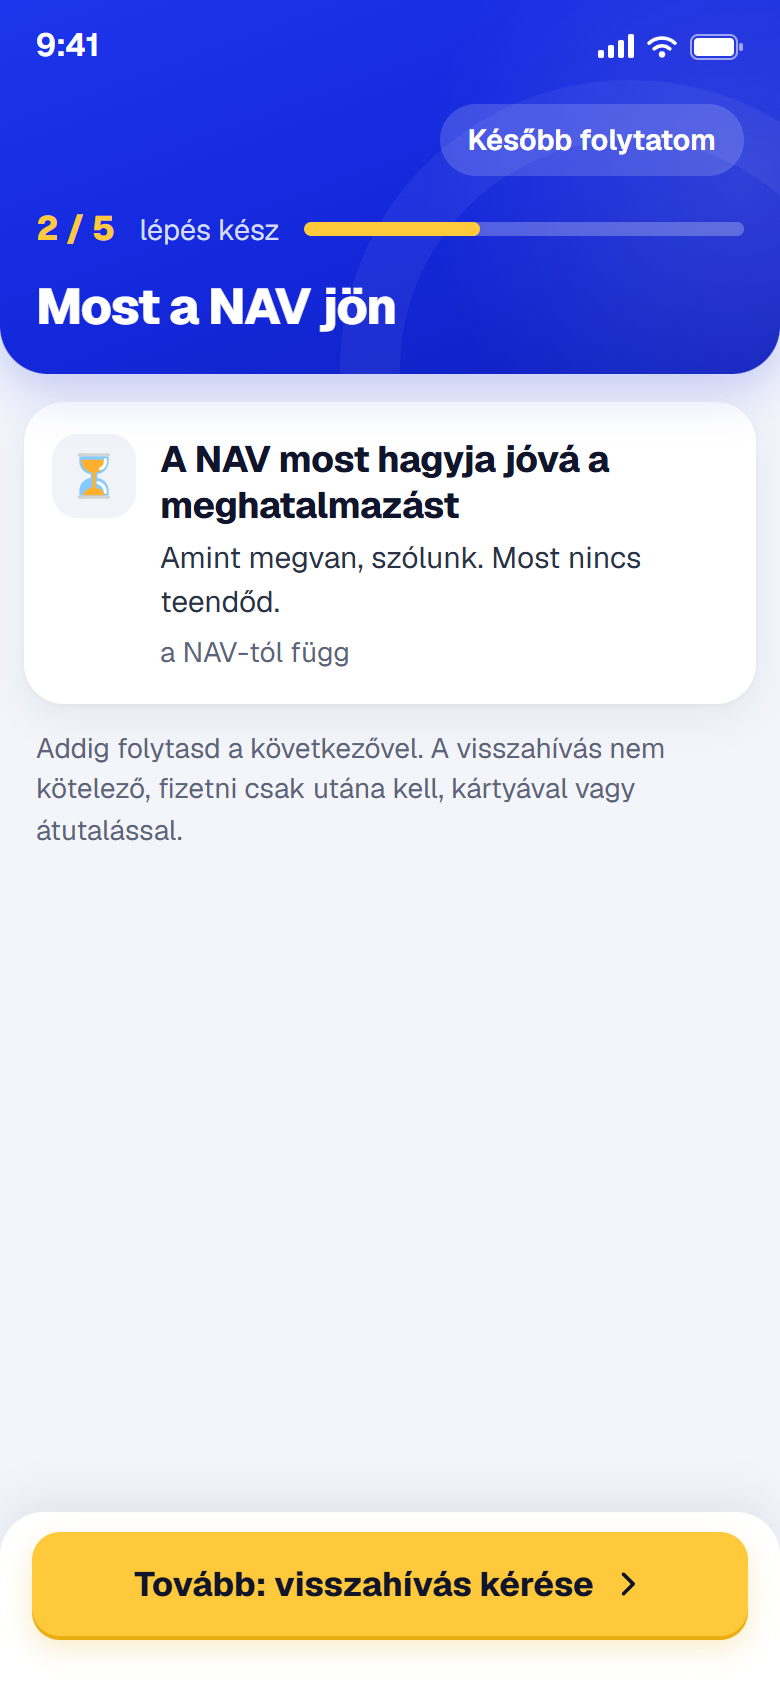 9:41
Később folytatom
2 / 5 lépés kész
Most a NAV jön
A NAV most hagyja jóvá a
meghatalmazást
Amint megvan, szólunk. Most nincs
teendőd.
a NAV-tól függ
Addig folytasd a következővel. A visszahívás nem
kötelező, fizetni csak utána kell, kártyával vagy
átutalással.
Tovább: visszahívás kérése